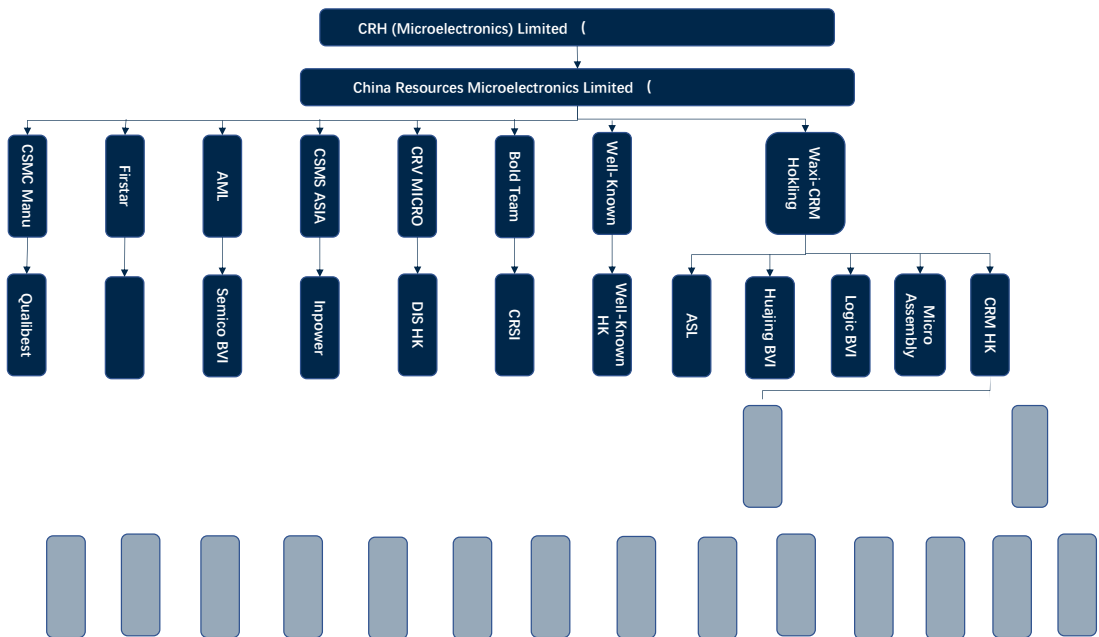 CRH (Microelectronics) Limited （
China Resources Microelectronics Limited （
CSMC Manu
Firstar
AML
CSMS ASIA
CRV MICRO
Bold Team
Well-Known
Waxi-CRM
Hokling
Qualibest
Semico BVI
Inpower
DIS HK
CRSI
Well-Known
HK
ASL
Huajing BVI
Logic BVI
Micro
Assembly
CRM HK